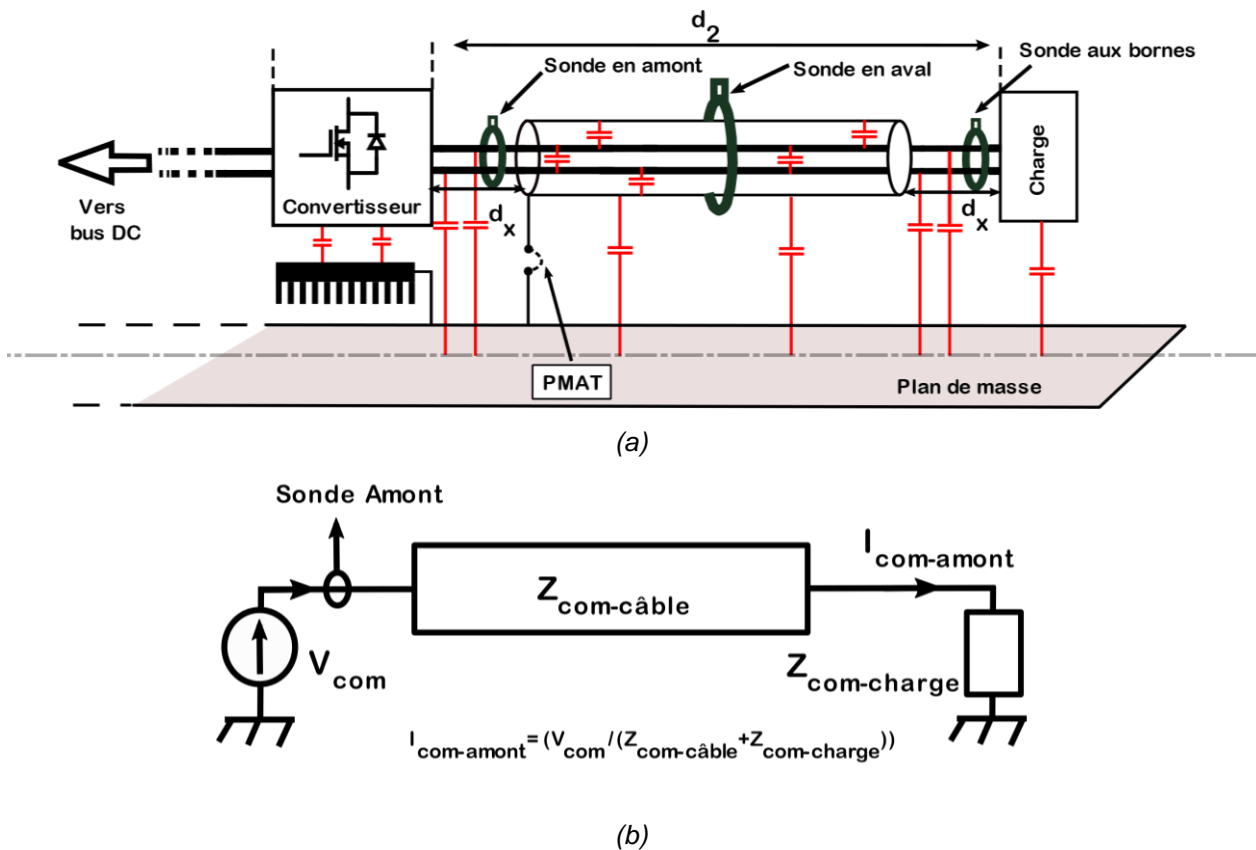 d2
Sonde en amont
Sonde en aval
Sonde aux bornes
Vers
bus DC
Convertisseur
dx
dx
Charge
PMAT
Plan de masse
(a)
Sonde Amont
Vcom
Zcom-câble
Icom-amont
Zcom-charge
Icom-amont= (Vcom/(Zcom-câble+Zcom-charge))
(b)